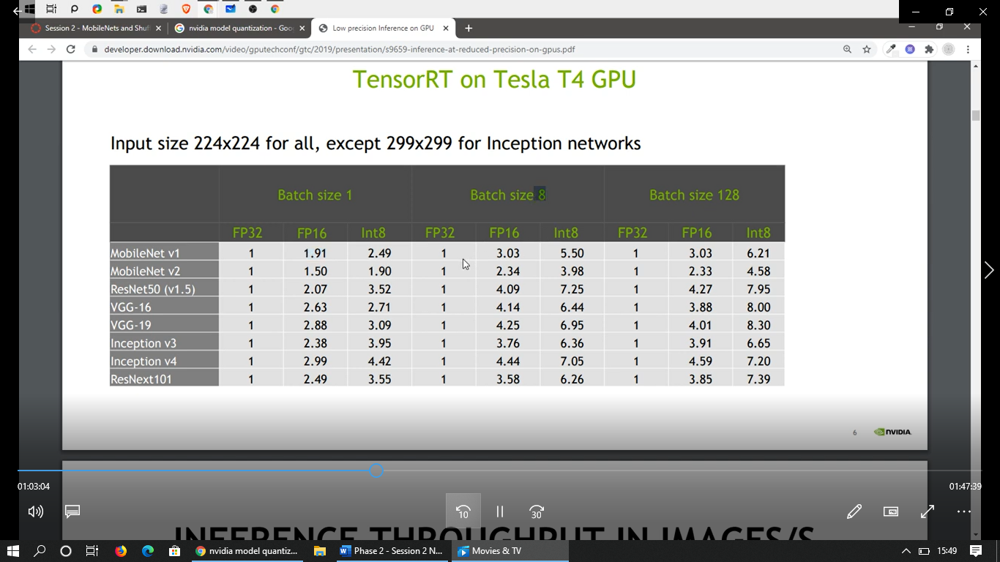 Session 2 - MobileNets and Shuf
nvidia model quantization - Goo
Low precision Inference on GPU
developer.download.nvidia.com/video/gputechconf/gtc/2019/presentation/s9659-inference-at-reduced-precision-on-gpus.pdf
TensorRT on Tesla T4 GPU
Input size 224x224 for all, except 299x299 for Inception networks
Batch size 1 Batch size 8 Batch size 128
FP32 FP16 Int8 FP32 FP16 Int8 FP32 FP16 Int8
MobileNet v1 1 1.91 2.49 1 3.03 5.50 1 3.03 6.21
MobileNet v2 1 1.50 1.90 1 2.34 3.98 1 2.33 4.58
ResNet50 (v1.5) 1 2.07 3.52 1 4.09 7.25 1 4.27 7.95
VGG-16 1 2.63 2.71 1 4.14 6.44 1 3.88 8.00
VGG-19 1 2.88 3.09 1 4.25 6.95 1 4.01 8.30
Inception v3 1 2.38 3.95 1 3.76 6.36 1 3.91 6.65
Inception v4 1 2.99 4.42 1 4.44 7.05 1 4.59 7.20
ResNext101 1 2.49 3.55 1 3.58 6.26 1 3.85 7.39
6 NVIDIA.
01:03:04 01:47:39
10 30
INFERENCE THROUGHPUT IN IMAGES/S
nvidia model quantiz... Phase 2 - Session 2 N... Movies & TV 15:49